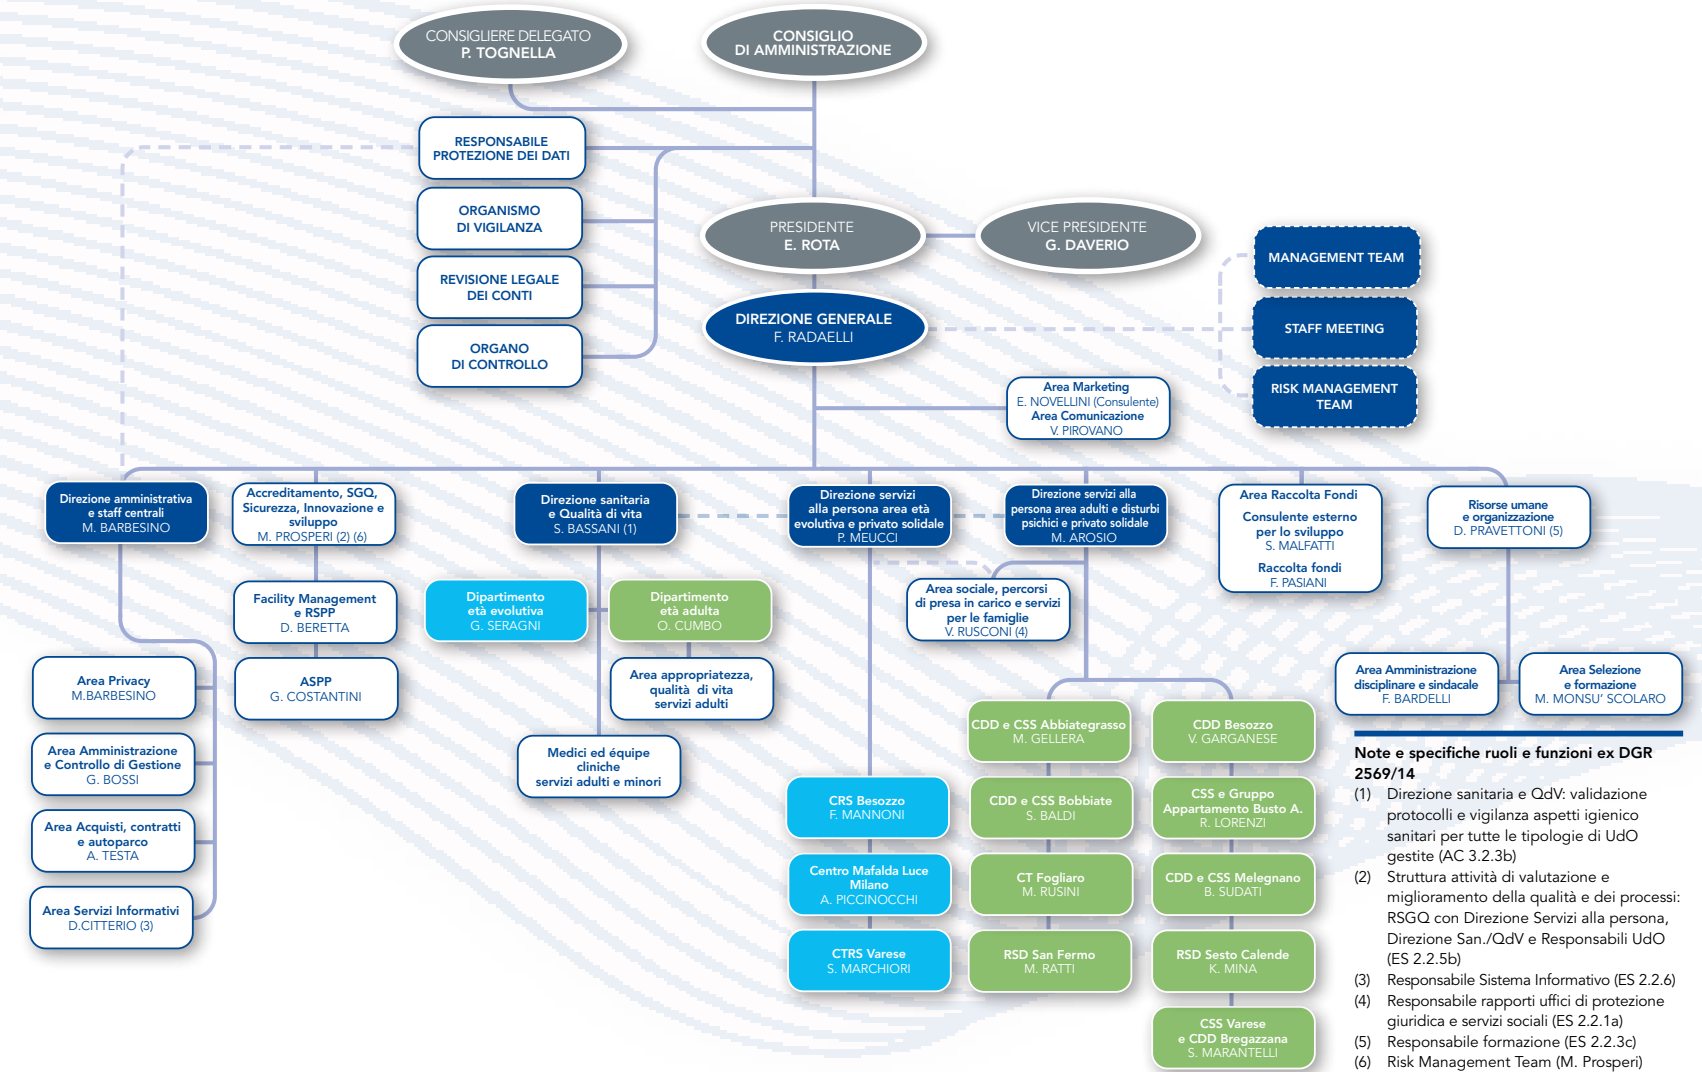 CONSIGLIERE DELEGATO
P. TOGNELLA
CONSIGLIO
DI AMMINISTRAZIONE
RESPONSABILE
PROTEZIONE DEI DATI
ORGANISMO
DI VIGILANZA
REVISIONE LEGALE
DEI CONTI
ORGANO
DI CONTROLLO
PRESIDENTE
E. ROTA
VICE PRESIDENTE
G. DAVERIO
DIREZIONE GENERALE
F. RADAELLI
MANAGEMENT TEAM
STAFF MEETING
RISK MANAGEMENT
TEAM
Area Marketing
E. NOVELLINI (Consulente)
Area Comunicazione
V. PIROVANO
Direzione amministrativa
e staff centrali
M. BARBESINO
Accreditamento, SGQ,
Sicurezza, Innovazione e
sviluppo
M. PROSPERI (2) (6)
Direzione sanitaria
e Qualità di vita
S. BASSANI (1)
Direzione servizi
alla persona area età
evolutiva e privato solidale
P. MEUCCI
Direzione servizi alla
persona area adulti e disturbi
psichici e privato solidale
M. AROSIO
Area Raccolta Fondi
Consulente esterno
per lo sviluppo
S. MALFATTI
Raccolta fondi
F. PASIANI
Risorse umane
e organizzazione
D. PRAVETTONI (5)
Facility Management
e RSPP
D. BERETTA
ASPP
G. COSTANTINI
Dipartimento
età evolutiva
G. SERAGNI
Dipartimento
età adulta
O. CUMBO
Area appropriatezza,
qualità di vita
servizi adulti
Medici ed équipe
cliniche
servizi adulti e minori
Area sociale, percorsi
di presa in carico e servizi
per le famiglie
V. RUSCONI (4)
Area Privacy
M.BARBESINO
Area Amministrazione
e Controllo di Gestione
G. BOSSI
Area Acquisti, contratti
e autoparco
A. TESTA
Area Servizi Informativi
D.CITTERIO (3)
CRS Besozzo
F. MANNONI
Centro Mafalda Luce
Milano
A. PICCINOCCHI
CTRS Varese
S. MARCHIORI
CDD e CSS Abbiategrasso
M. GELLERA
CDD e CSS Bobbiate
S. BALDI
CT Fogliaro
M. RUSINI
RSD San Fermo
M. RATTI
CDD Besozzo
V. GARGANESE
CSS e Gruppo
Appartamento Busto A.
R. LORENZI
CDD e CSS Melegnano
B. SUDATI
RSD Sesto Calende
K. MINA
CSS Varese
e CDD Bregazzana
S. MARANTELLI
Area Amministrazione
disciplinare e sindacale
F. BARDELLI
Area Selezione
e formazione
M. MONSU' SCOLARO
Note e specifiche ruoli e funzioni ex DGR
2569/14
(1) Direzione sanitaria e QdV: validazione
protocolli e vigilanza aspetti igienico
sanitari per tutte le tipologie di UdO
gestite (AC 3.2.3b)
(2) Struttura attività di valutazione e
miglioramento della qualità e dei processi:
RSGQ con Direzione Servizi alla persona,
Direzione San./QdV e Responsabili UdO
(ES 2.2.5b)
(3) Responsabile Sistema Informativo (ES 2.2.6)
(4) Responsabile rapporti uffici di protezione
giuridica e servizi sociali (ES 2.2.1a)
(5) Responsabile formazione (ES 2.2.3c)
(6) Risk Management Team (M. Prosperi)